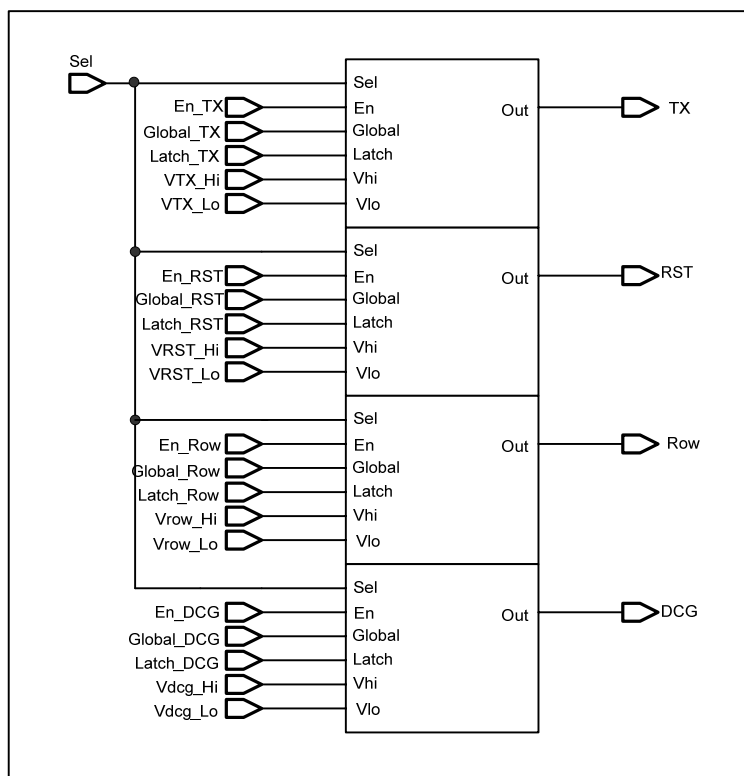 Sel
Sel
En_TX
En
Out
TX
Global_TX
Global
Latch_TX
Latch
VTX_Hi
Vhi
VTX_Lo
Vlo
Sel
En_RST
En
Out
RST
Global_RST
Global
Latch_RST
Latch
VRST_Hi
Vhi
VRST_Lo
Vlo
Sel
En_Row
En
Out
Row
Global_Row
Global
Latch_Row
Latch
Vrow_Hi
Vhi
Vrow_Lo
Vlo
Sel
En_DCG
En
Out
DCG
Global_DCG
Global
Latch_DCG
Latch
Vdcg_Hi
Vhi
Vdcg_Lo
Vlo